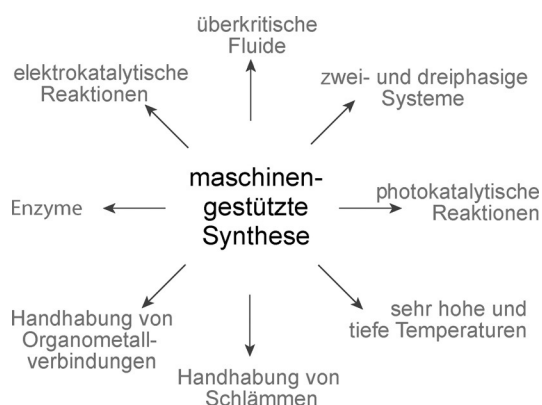 überkritische
Fluide
elektrokatalytische
Reaktionen
zwei- und dreiphasige
Systeme
maschinen-
gestützte
Synthese
Enzyme
photokatalytische
Reaktionen
Handhabung von
Organometall-
verbindungen
sehr hohe und
tiefe Temperaturen
Handhabung von
Schlämmen